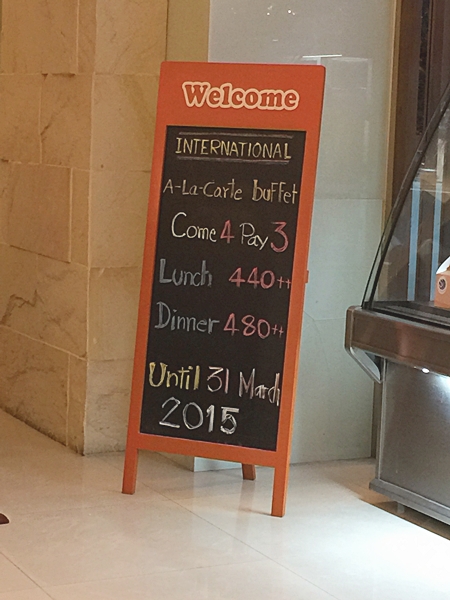 Welcome
INTERNATIONAL
A-La-Carte buffet
Come 4 Pay 3
Lunch 440++
Dinner 480++
Until 31 March
2015